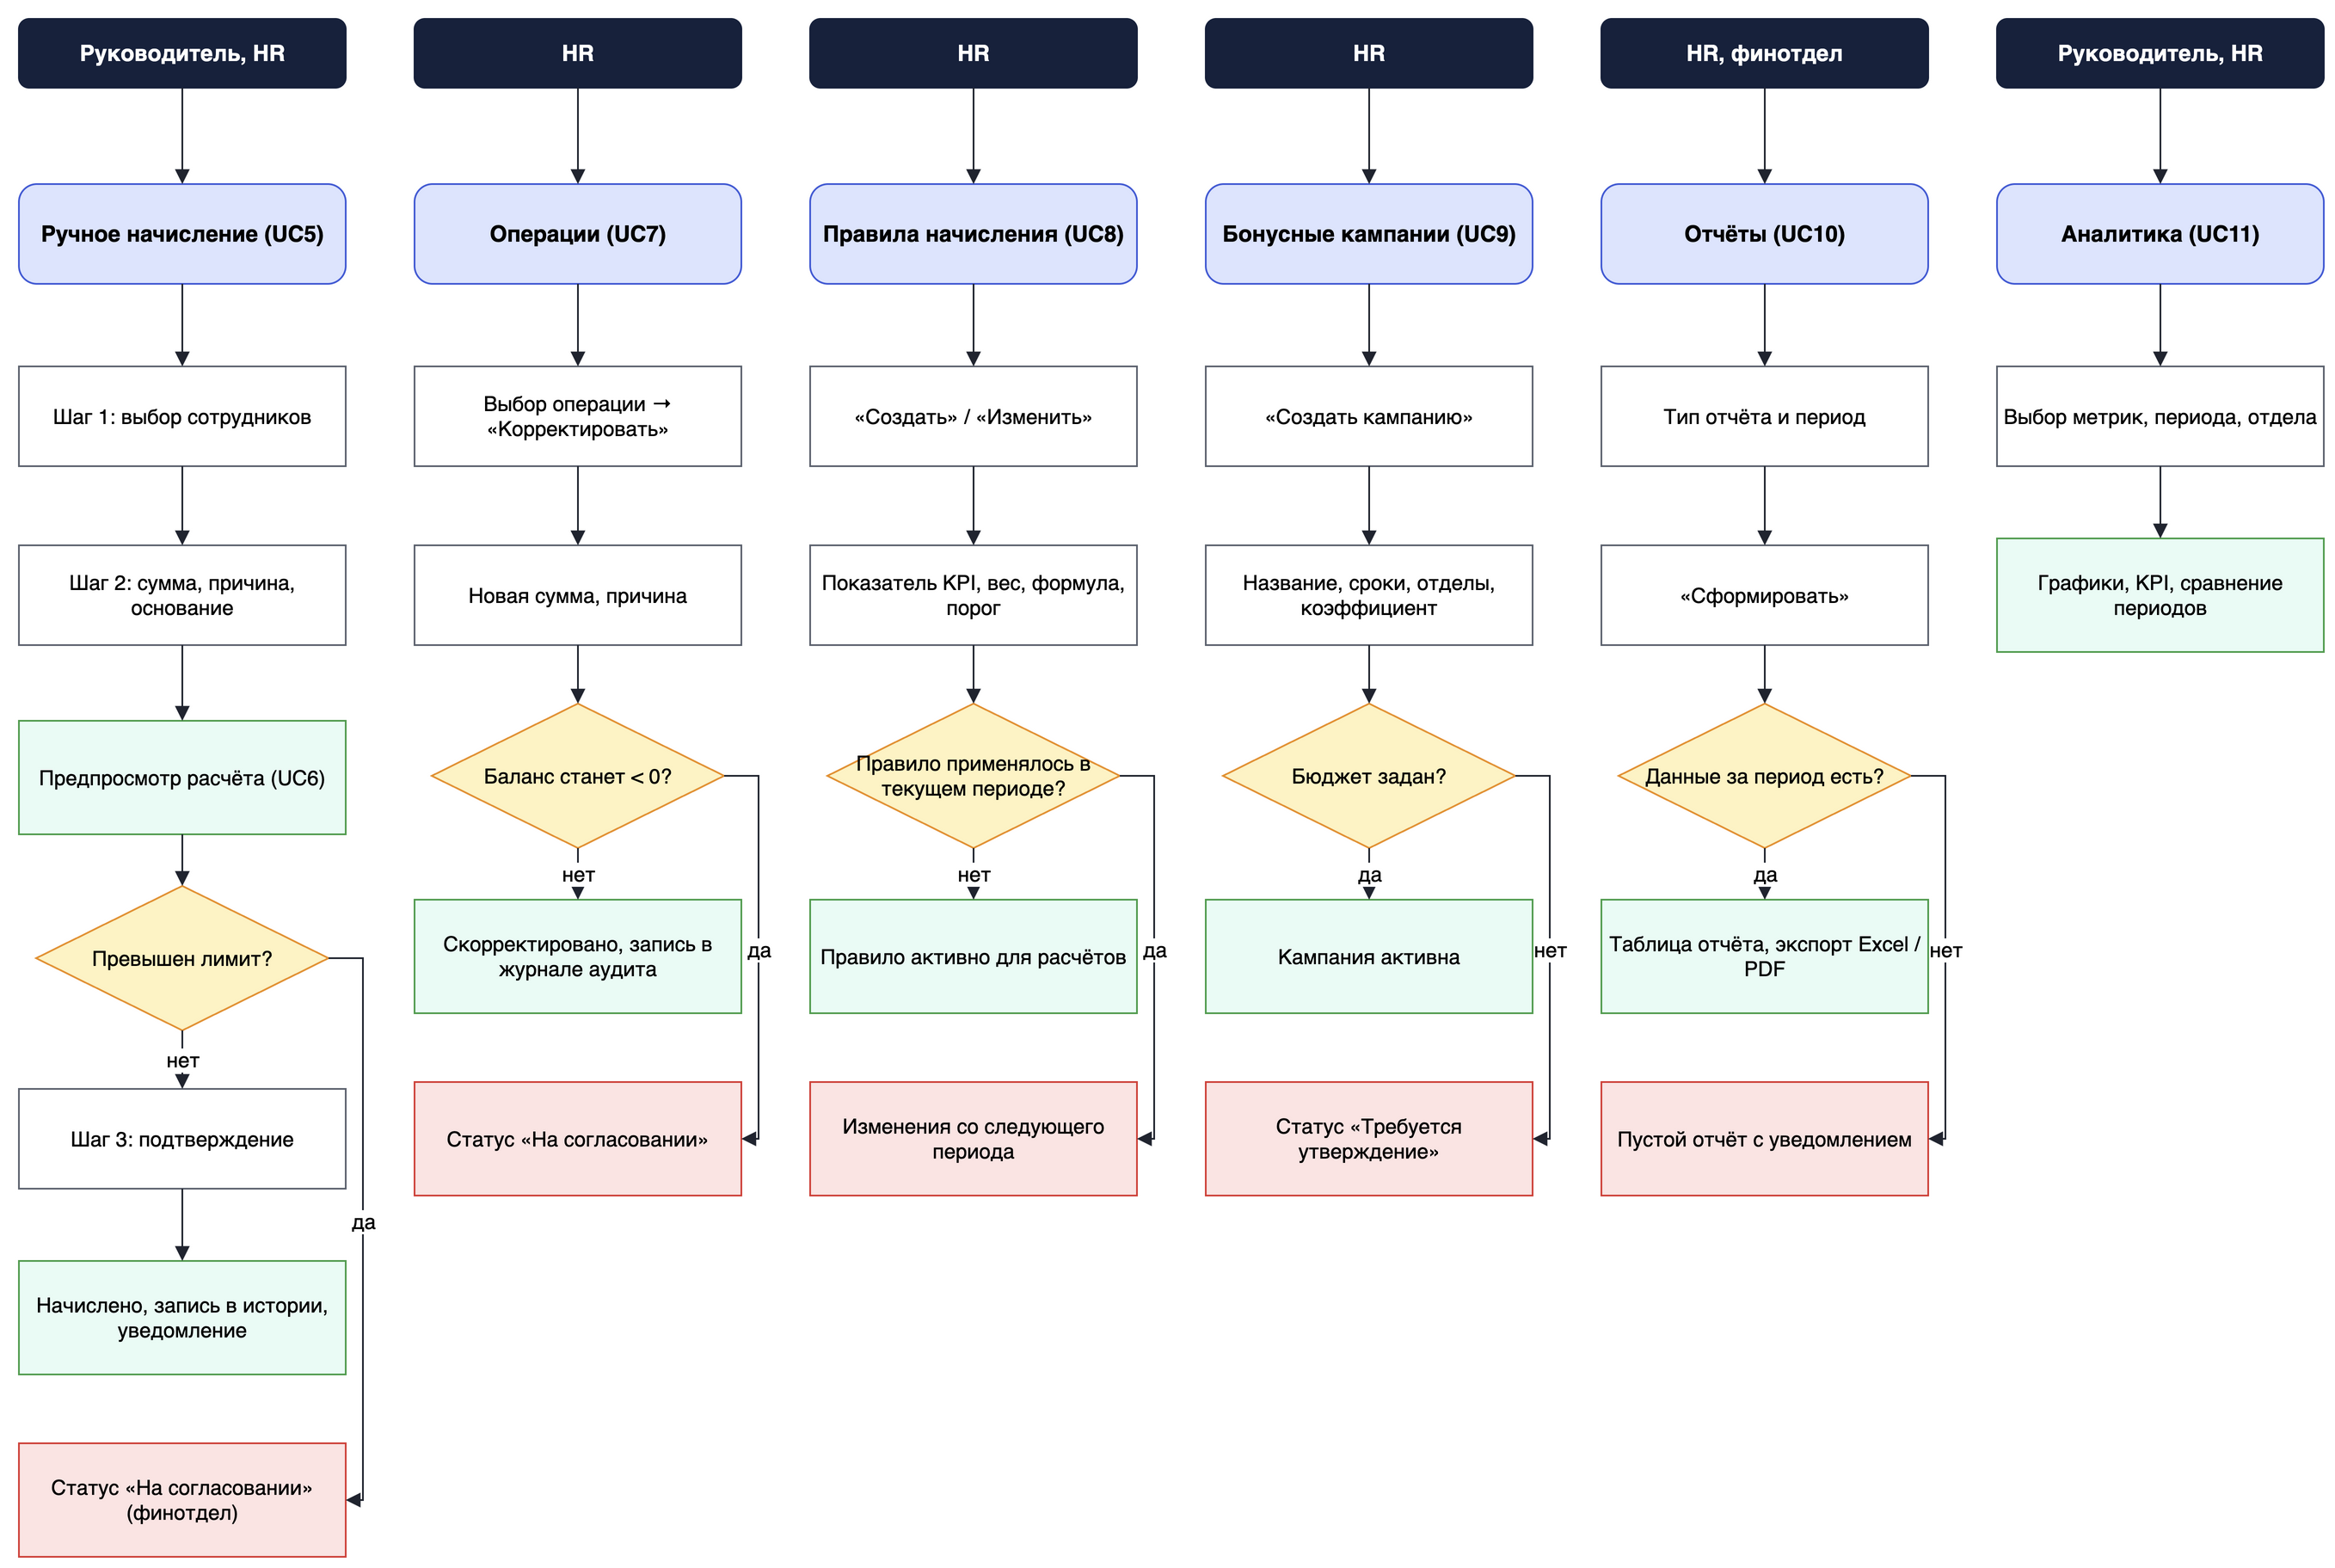 Руководитель, HR
Ручное начисление (UC5)
Шаг 1: выбор сотрудников
Шаг 2: сумма, причина,
основание
Предпросмотр расчёта (UC6)
Превышен лимит?
нет
да
Шаг 3: подтверждение
Начислено, запись в истории,
уведомление
Статус «На согласовании»
(финотдел)
HR
Операции (UC7)
Выбор операции →
«Корректировать»
Новая сумма, причина
Баланс станет < 0?
нет
да
Скорректировано, запись в
журнале аудита
Статус «На согласовании»
HR
Правила начисления (UC8)
«Создать» / «Изменить»
Показатель KPI, вес, формула,
порог
Правило применялось в
текущем периоде?
нет
да
Правило активно для расчётов
Изменения со следующего
периода
HR
Бонусные кампании (UC9)
«Создать кампанию»
Название, сроки, отделы,
коэффициент
Бюджет задан?
да
нет
Кампания активна
Статус «Требуется
утверждение»
HR, финотдел
Отчёты (UC10)
Тип отчёта и период
«Сформировать»
Данные за период есть?
да
нет
Таблица отчёта, экспорт Excel /
PDF
Пустой отчёт с уведомлением
Руководитель, HR
Аналитика (UC11)
Выбор метрик, периода, отдела
Графики, KPI, сравнение
периодов